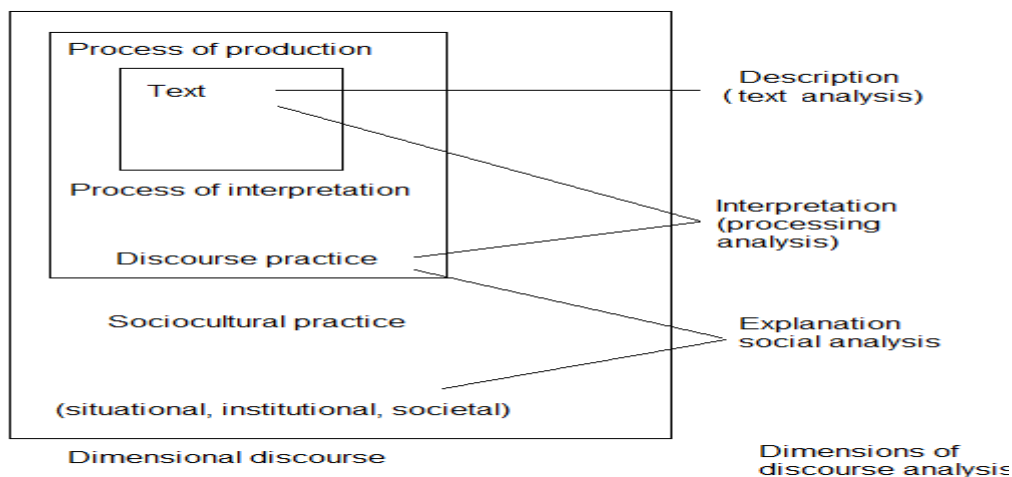 Process of production
Text
Description
( text analysis)
Process of interpretation
Interpretation
(processing
analysis)
Discourse practice
Sociocultural practice
Explanation
social analysis
(situational, institutional, societal)
Dimensional discourse
Dimensions of
discourse analysis